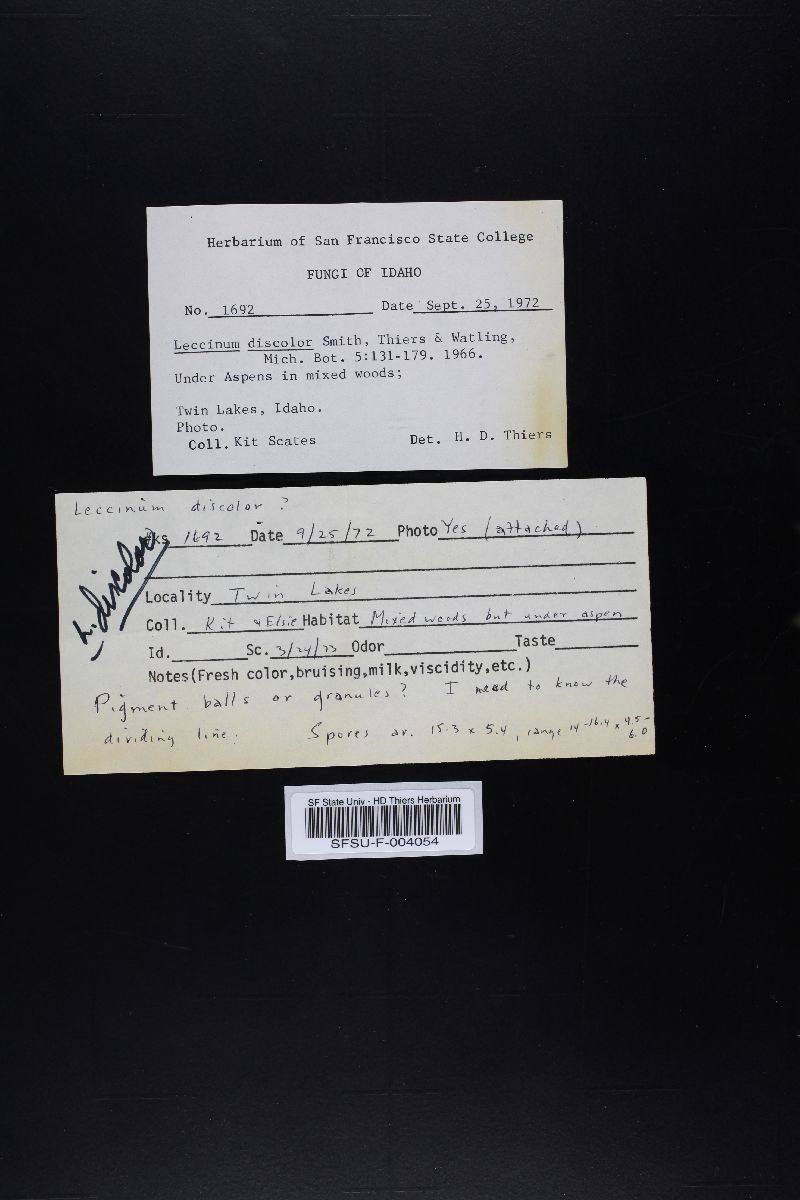 Herbarium of San Francisco State College
FUNGI OF IDAHO
No. 1692 Date Sept. 25, 1972
Leccinum discolor Smith, Thiers & Watling,
Mich. Bot. 5:131-179. 1966.
Under Aspens in mixed woods;
Twin Lakes, Idaho.
Photo.
Coll. Kit Scates Det. H. D. Thiers
Leccinum discolor ?
ks 1692 Date 9/25/72 Photo Yes (attached)
L. discolor
Locality Twin Lakes
Coll. Kit & Elsie Habitat Mixed woods but under aspen
Id. Sc. 3/24/73 Odor Taste
Notes(Fresh color,bruising,milk,viscidity,etc.)
Pigment balls or granules? I need to know the
dividing line. Spores av. 15.3 x 5.4, range 14-16.4 x 4.5-
6.0
SF State Univ - HD Thiers Herbarium
SFSU-F-004054